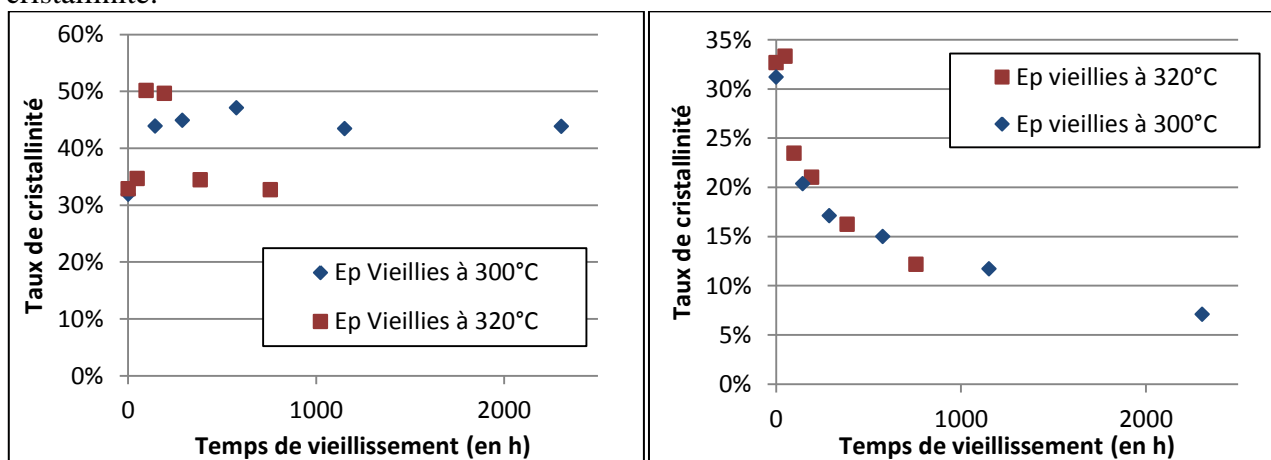 cristallinité.
60%
50%
40%
30%
20%
10%
0%
0
1000
2000
Taux de cristallinité
Temps de vieillissement (en h)
Ep Vieillies à 300°C
Ep Vieillies à 320°C
35%
30%
25%
20%
15%
10%
5%
0%
0
1000
2000
Taux de cristallinité
Temps de vieillissement (en h)
Ep vieillies à 320°C
Ep vieillies à 300°C